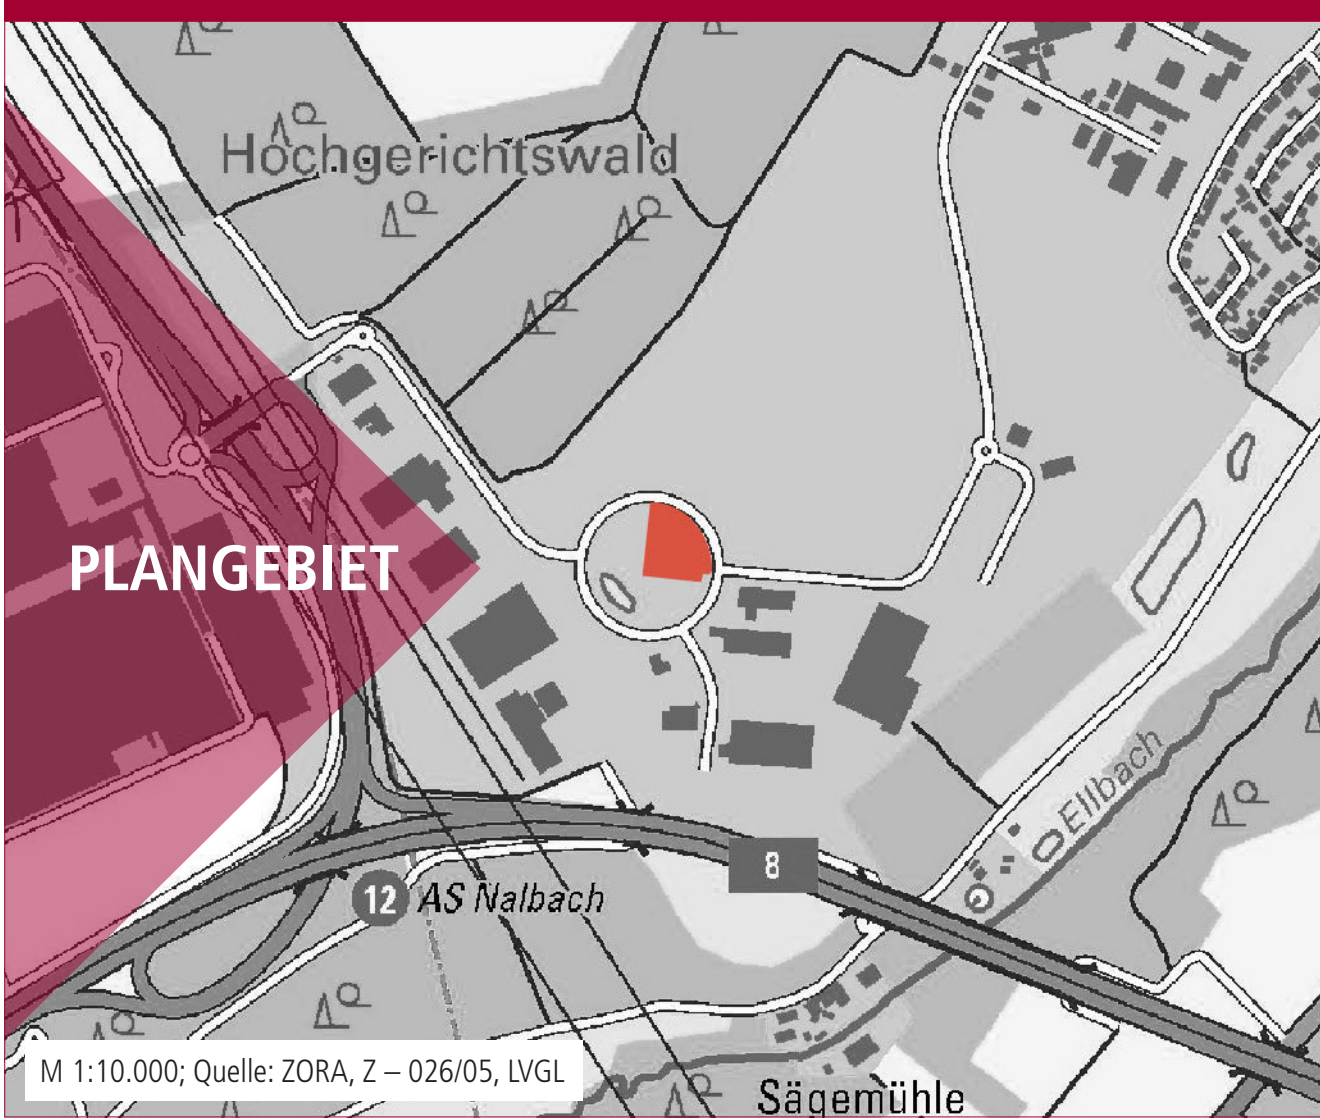 Hochgerichtswald
PLANGEBIET
8
12 AS Nalbach
Ellbach
M 1:10.000; Quelle: ZORA, Z – 026/05, LVGL
Sägemühle